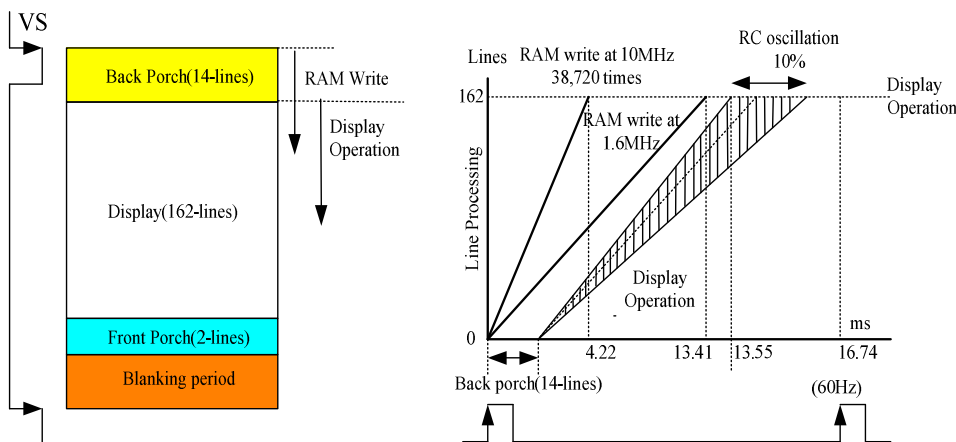 VS
Back Porch(14-lines)
RAM Write
Display
Operation
Display(162-lines)
Front Porch(2-lines)
Blanking period
Lines
RAM write at 10MHz
38,720 times
RC oscillation
10%
162
Display
Operation
RAM write at
1.6MHz
Line Processing
Display
Operation
0
ms
4.22
13.41
13.55
16.74
Back porch(14-lines)
(60Hz)